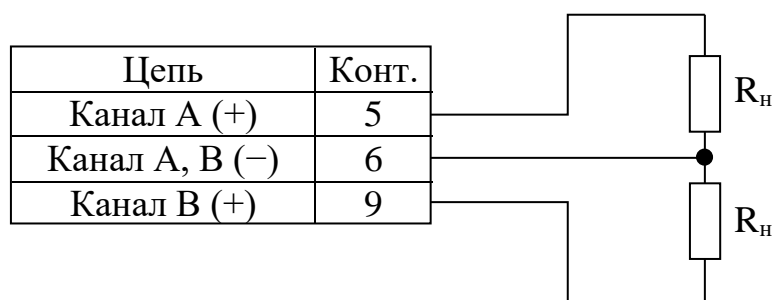 Цепь Конт.
Канал А (+) 5
Rн
Канал А, В (−) 6
Канал В (+) 9
Rн